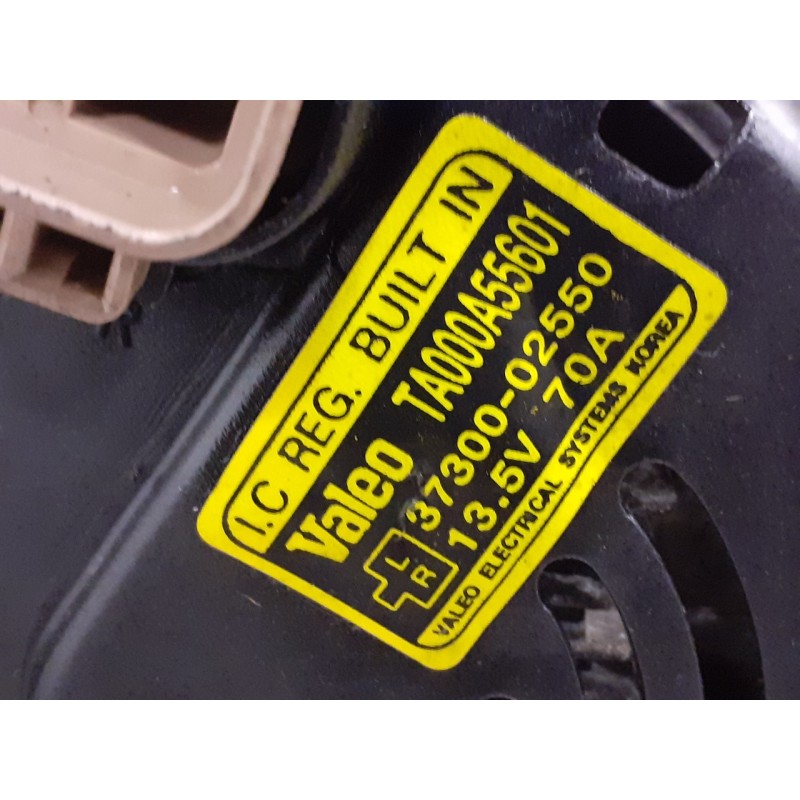 I.C REG. BUILT IN
Valeo TA000A55601
L 37300-02550
R 13.5V 70A
VALEO ELECTRICAL SYSTEMS KOREA